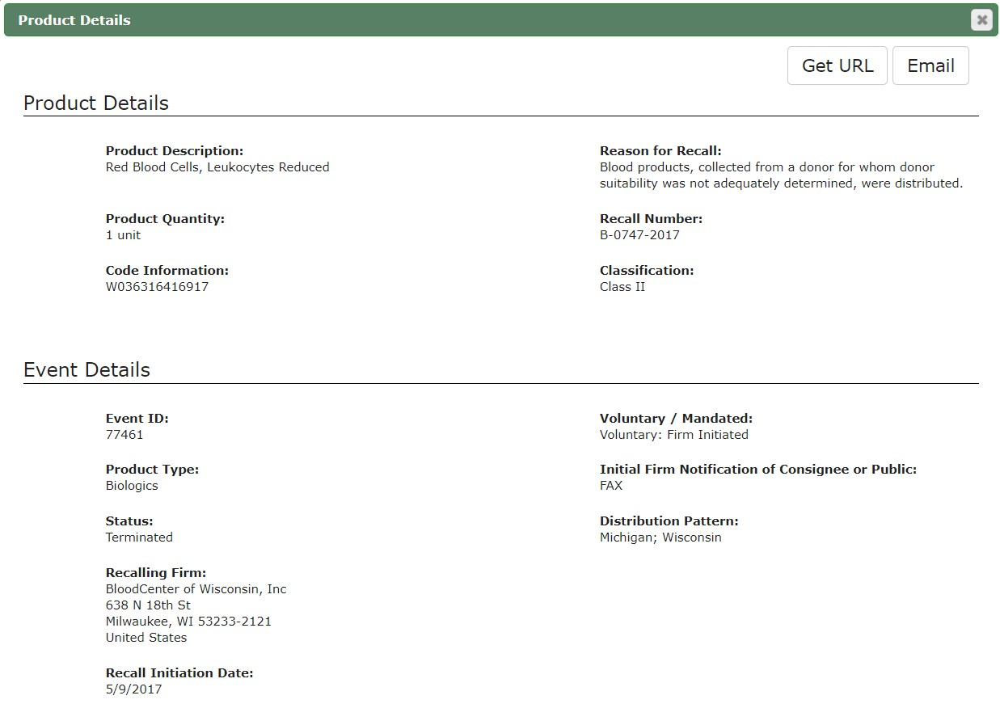 Product Details
Get URL
Email
Product Details
Product Description:
Red Blood Cells, Leukocytes Reduced
Reason for Recall:
Blood products, collected from a donor for whom donor
suitability was not adequately determined, were distributed.
Product Quantity:
1 unit
Recall Number:
B-0747-2017
Code Information:
W036316416917
Classification:
Class II
Event Details
Event ID:
77461
Voluntary / Mandated:
Voluntary: Firm Initiated
Product Type:
Biologics
Initial Firm Notification of Consignee or Public:
FAX
Status:
Terminated
Distribution Pattern:
Michigan; Wisconsin
Recalling Firm:
BloodCenter of Wisconsin, Inc
638 N 18th St
Milwaukee, WI 53233-2121
United States
Recall Initiation Date:
5/9/2017